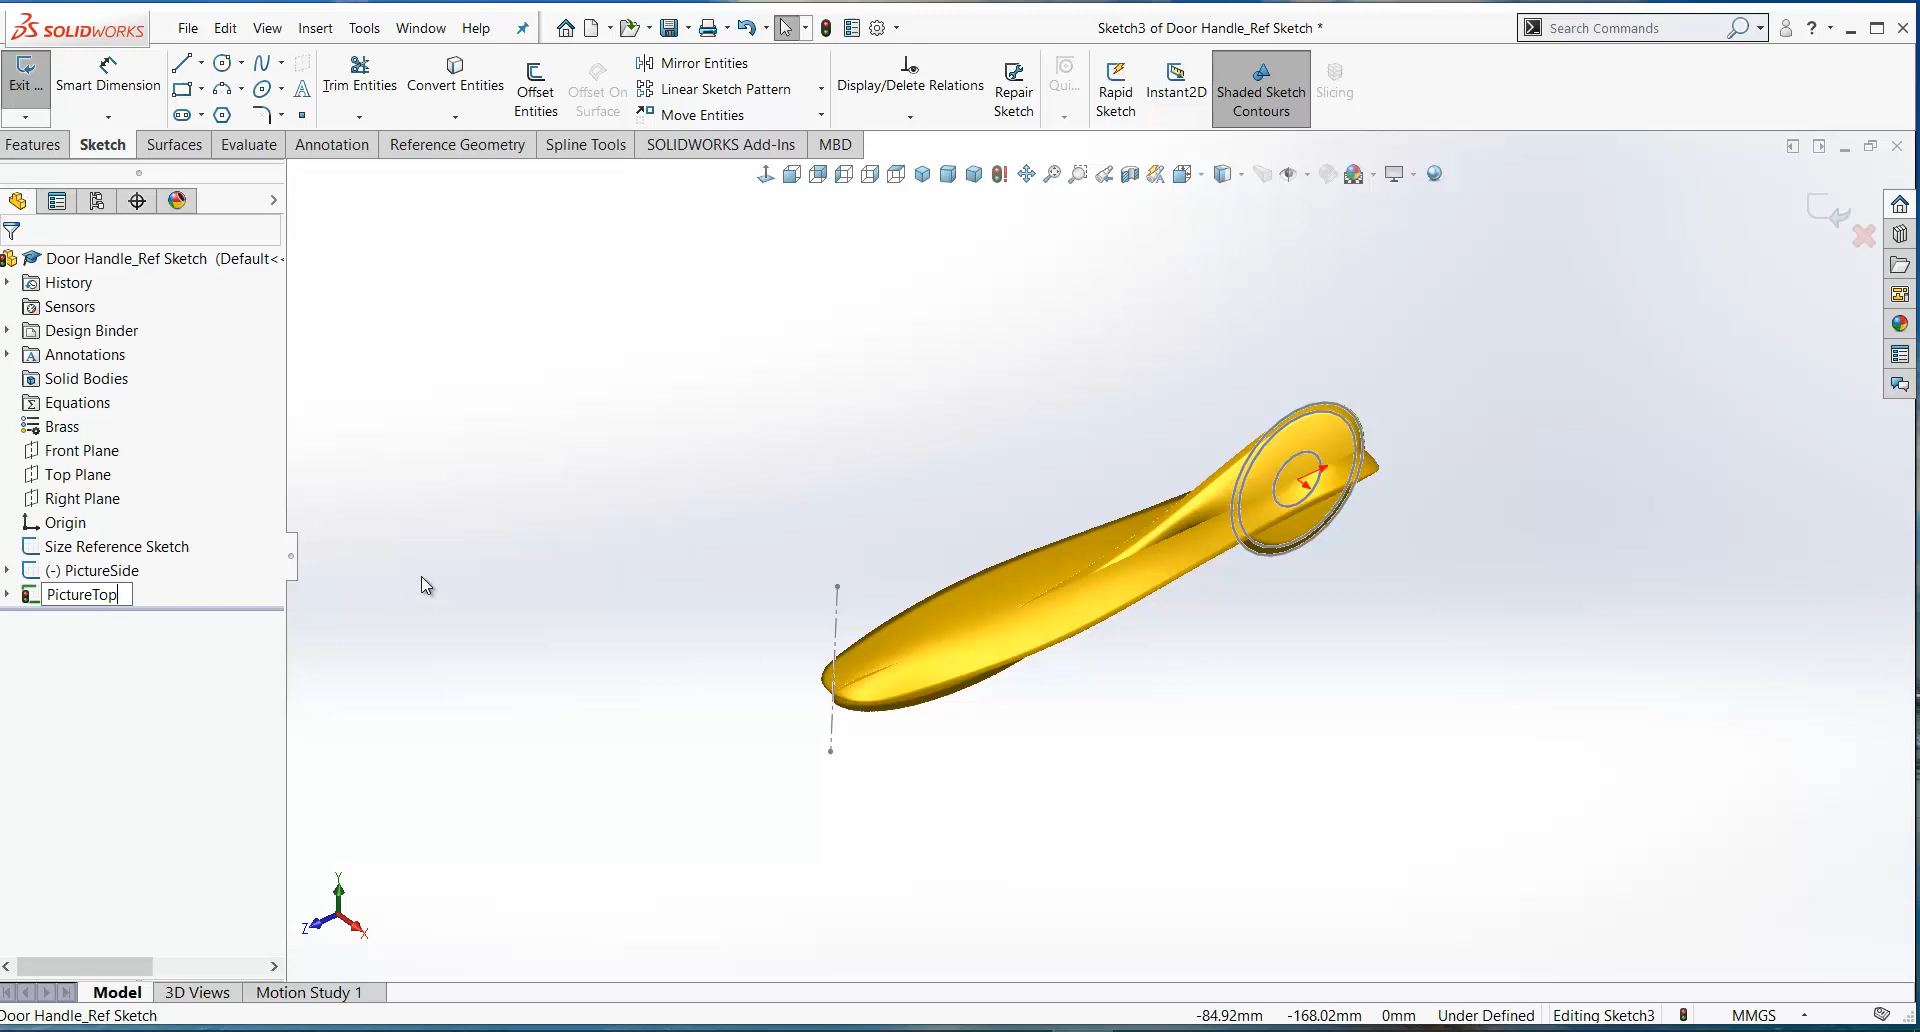 SOLIDWORKS
File Edit View Insert Tools Window Help
Sketch3 of Door Handle_Ref Sketch *
Search Commands
?
Exit ...
Smart Dimension
Trim Entities
Convert Entities
Offset
Entities
Offset On
Surface
Mirror Entities
Linear Sketch Pattern
Move Entities
Display/Delete Relations
Repair
Sketch
Qui...
Rapid
Sketch
Instant2D
Shaded Sketch
Contours
Slicing
Features Sketch Surfaces Evaluate Annotation Reference Geometry Spline Tools SOLIDWORKS Add-Ins MBD
Door Handle_Ref Sketch (Default<
History
Sensors
Design Binder
Annotations
Solid Bodies
Equations
Brass
Front Plane
Top Plane
Right Plane
Origin
Size Reference Sketch
(-) PictureSide
PictureTop
Y
Z
X
Model 3D Views Motion Study 1
Door Handle_Ref Sketch
-84.92mm -168.02mm 0mm Under Defined Editing Sketch3 MMGS